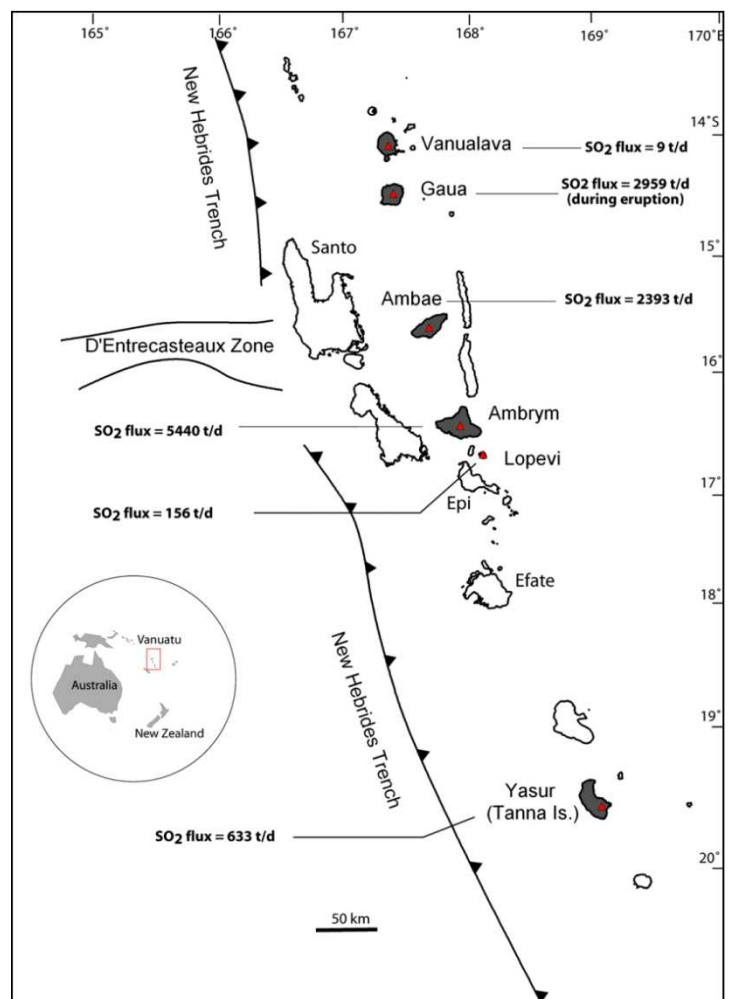 165˚
166˚
167˚
168˚
169˚
170˚E
New Hebrides Trench
14˚S
Vanualava
SO2 flux = 9 t/d
Gaua
SO2 flux = 2959 t/d
(during eruption)
Santo
15˚
Ambae
SO2 flux = 2393 t/d
D'Entrecasteaux Zone
16˚
Ambrym
SO2 flux = 5440 t/d
Lopevi
17˚
Epi
SO2 flux = 156 t/d
Efate
18˚
Vanuatu
Australia
New Zealand
New Hebrides Trench
19˚
Yasur
(Tanna Is.)
SO2 flux = 633 t/d
20˚
50 km